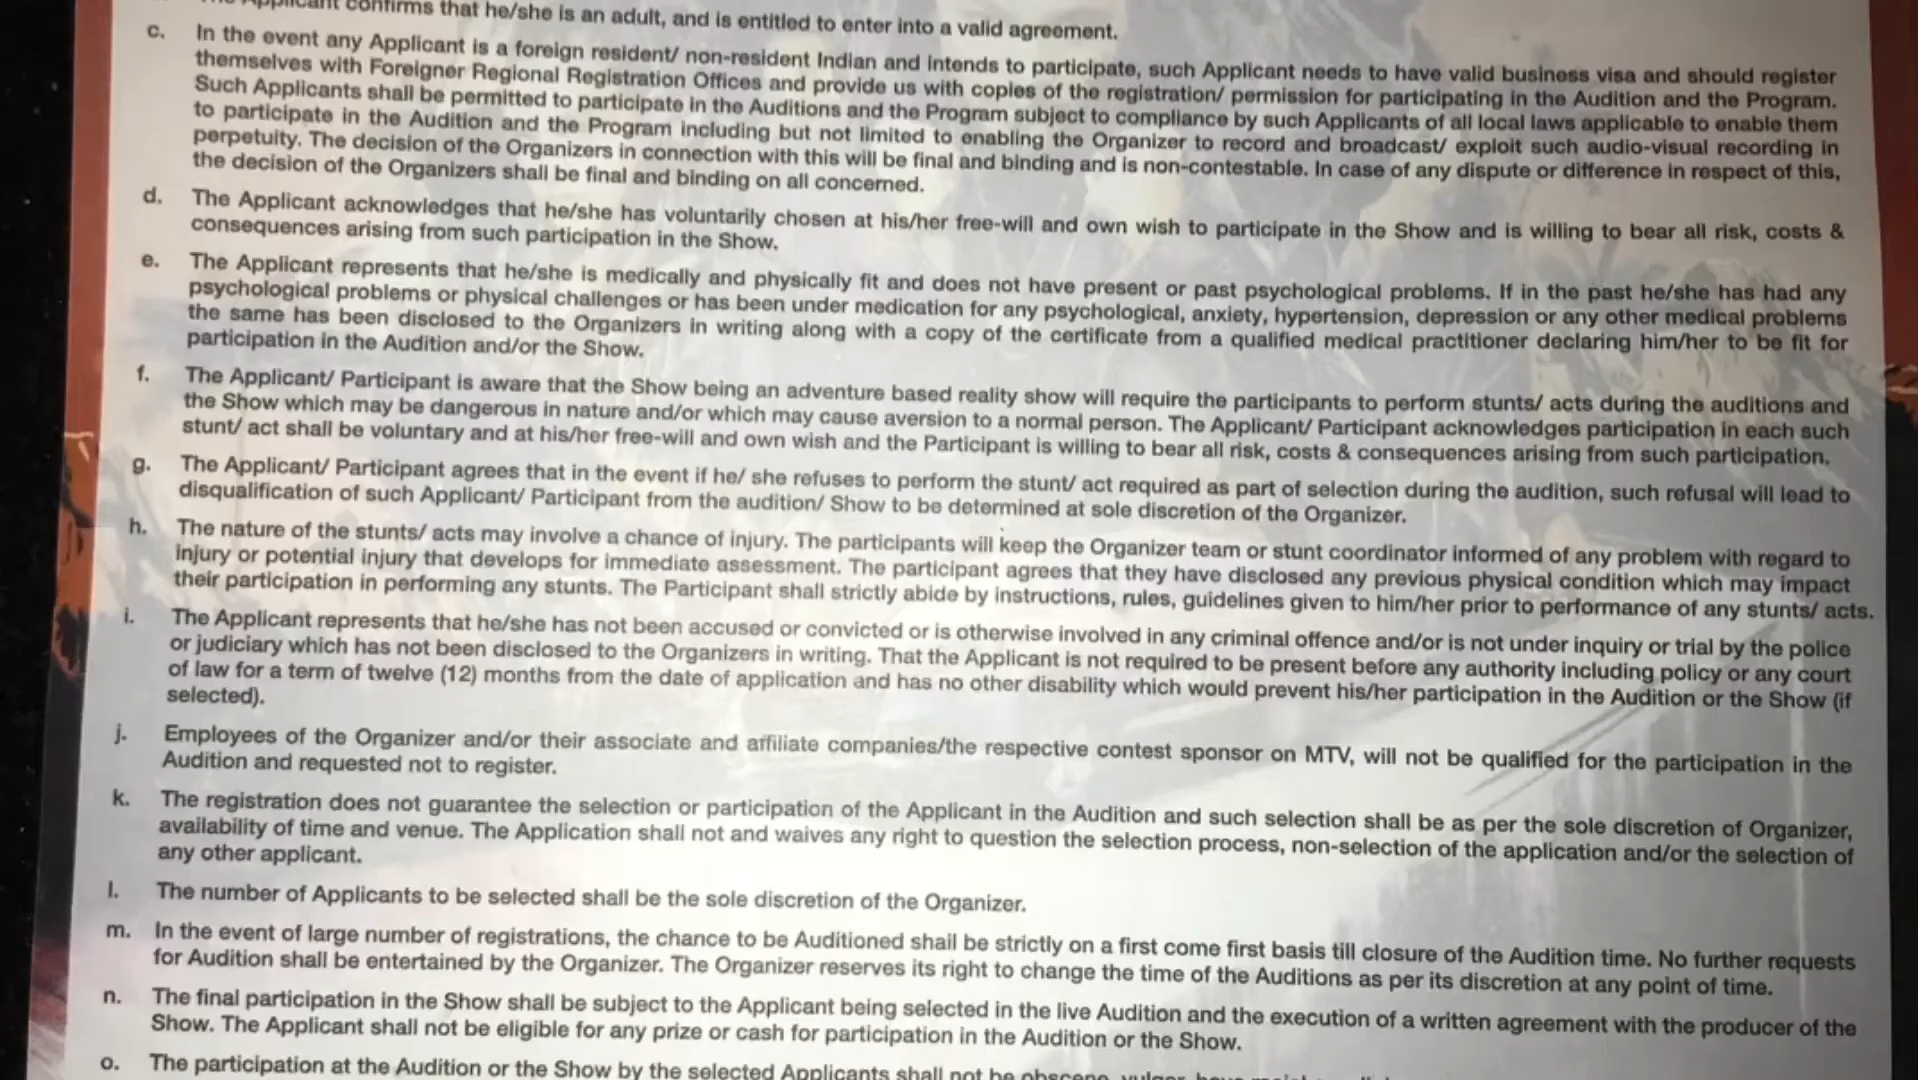 Applicant confirms that he/she is an adult, and is entitled to enter into a valid agreement.
c. In the event any Applicant is a foreign resident/ non-resident Indian and intends to participate, such Applicant needs to have valid business visa and should register
themselves with Foreigner Regional Registration Offices and provide us with copies of the registration/ permission for participating in the Audition and the Program.
Such Applicants shall be permitted to participate in the Auditions and the Program subject to compliance by such Applicants of all local laws applicable to enable them
to participate in the Audition and the Program including but not limited to enabling the Organizer to record and broadcast/ exploit such audio-visual recording in
perpetuity. The decision of the Organizers in connection with this will be final and binding and is non-contestable. In case of any dispute or difference in respect of this,
the decision of the Organizers shall be final and binding on all concerned.
d. The Applicant acknowledges that he/she has voluntarily chosen at his/her free-will and own wish to participate in the Show and is willing to bear all risk, costs &
consequences arising from such participation in the Show.
e. The Applicant represents that he/she is medically and physically fit and does not have present or past psychological problems. If in the past he/she has had any
psychological problems or physical challenges or has been under medication for any psychological, anxiety, hypertension, depression or any other medical problems
the same has been disclosed to the Organizers in writing along with a copy of the certificate from a qualified medical practitioner declaring him/her to be fit for
participation in the Audition and/or the Show.
f. The Applicant/ Participant is aware that the Show being an adventure based reality show will require the participants to perform stunts/ acts during the auditions and
the Show which may be dangerous in nature and/or which may cause aversion to a normal person. The Applicant/ Participant acknowledges participation in each such
stunt/ act shall be voluntary and at his/her free-will and own wish and the Participant is willing to bear all risk, costs & consequences arising from such participation.
g. The Applicant/ Participant agrees that in the event if he/ she refuses to perform the stunt/ act required as part of selection during the audition, such refusal will lead to
disqualification of such Applicant/ Participant from the audition/ Show to be determined at sole discretion of the Organizer.
h. The nature of the stunts/ acts may involve a chance of injury. The participants will keep the Organizer team or stunt coordinator informed of any problem with regard to
injury or potential injury that develops for immediate assessment. The participant agrees that they have disclosed any previous physical condition which may impact
their participation in performing any stunts. The Participant shall strictly abide by instructions, rules, guidelines given to him/her prior to performance of any stunts/ acts.
i. The Applicant represents that he/she has not been accused or convicted or is otherwise involved in any criminal offence and/or is not under inquiry or trial by the police
or judiciary which has not been disclosed to the Organizers in writing. That the Applicant is not required to be present before any authority including policy or any court
of law for a term of twelve (12) months from the date of application and has no other disability which would prevent his/her participation in the Audition or the Show (if
selected).
j. Employees of the Organizer and/or their associate and affiliate companies/the respective contest sponsor on MTV, will not be qualified for the participation in the
Audition and requested not to register.
k. The registration does not guarantee the selection or participation of the Applicant in the Audition and such selection shall be as per the sole discretion of Organizer,
availability of time and venue. The Application shall not and waives any right to question the selection process, non-selection of the application and/or the selection of
any other applicant.
l. The number of Applicants to be selected shall be the sole discretion of the Organizer.
m. In the event of large number of registrations, the chance to be Auditioned shall be strictly on a first come first basis till closure of the Audition time. No further requests
for Audition shall be entertained by the Organizer. The Organizer reserves its right to change the time of the Auditions as per its discretion at any point of time.
n. The final participation in the Show shall be subject to the Applicant being selected in the live Audition and the execution of a written agreement with the producer of the
Show. The Applicant shall not be eligible for any prize or cash for participation in the Audition or the Show.
o. The participation at the Audition or the Show by the selected Applicants shall not be obscene, vulgar,